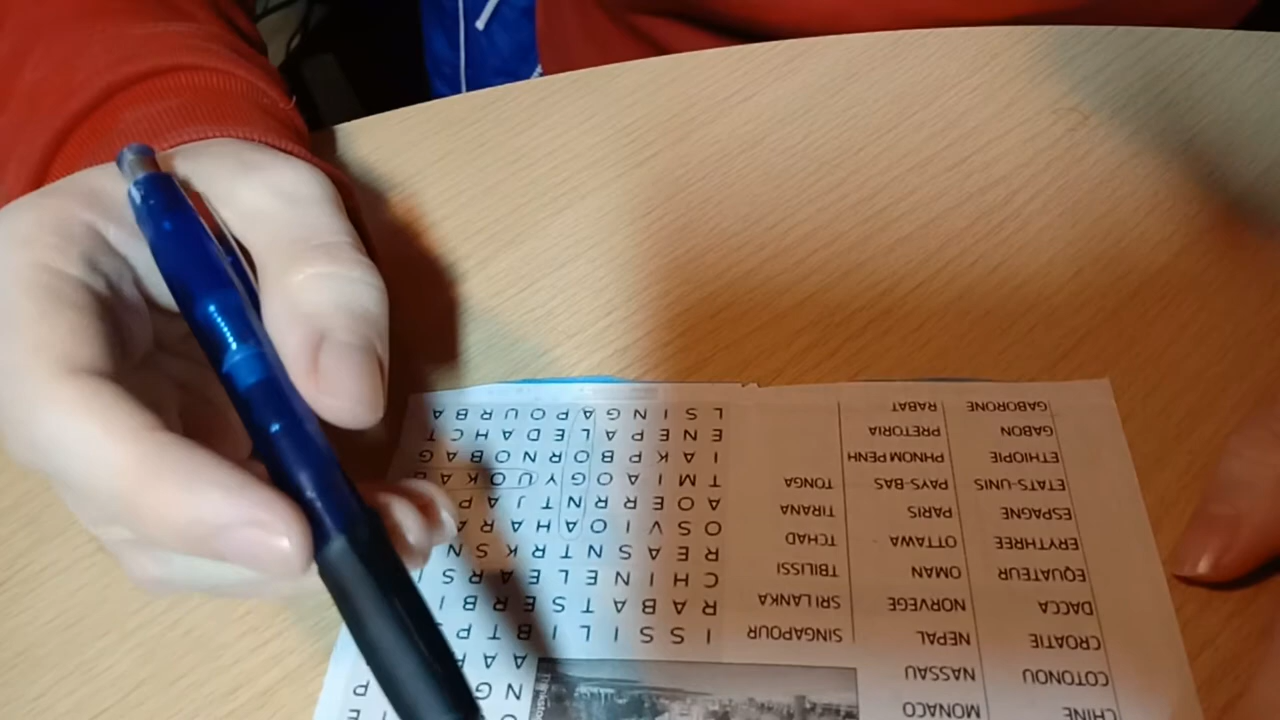 CHINE
COTONOU
CROATIE
DACCA
EQUATEUR
ERYTHREE
ESPAGNE
ETATS-UNIS
ETHIOPIE
GABON
GABORONE
MONACO
NASSAU
NEPAL
NORVEGE
OMAN
OTTAWA
PARIS
PAYS-BAS
PHNOM PENH
PRETORIA
RABAT
SINGAPOUR
SRI LANKA
TBILISSI
TCHAD
TIRANA
TONGA
I S S I L I B T P
R A B A T S E R B I
C H I N E L E A R S I
R E A S N T R K S N
O S V I O A H A R A
A O E R R N T J A P
T M I A O G Y U O K A
I A K P B O R N O B A G
E N E P A L E D A H C T
L S I N G A P O U R B A